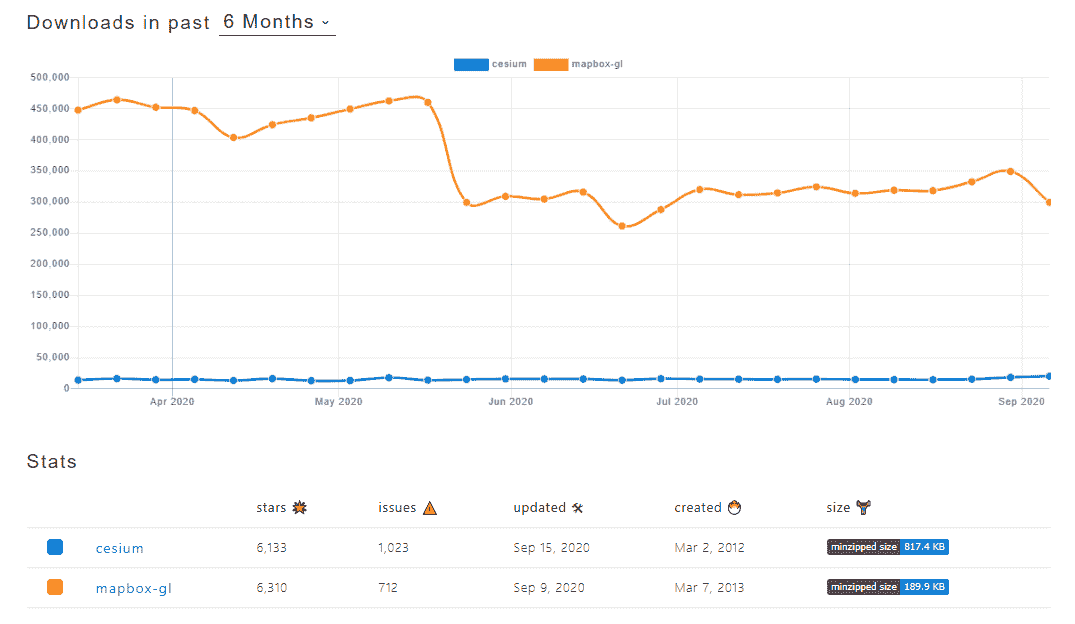 Downloads in past 6 Months
cesium mapbox-gl
500,000
450,000
400,000
350,000
300,000
250,000
200,000
150,000
100,000
50,000
0
Apr 2020 May 2020 Jun 2020 Jul 2020 Aug 2020 Sep 2020
Stats
stars issues updated created size
cesium 6,133 1,023 Sep 15, 2020 Mar 2, 2012 minzipped size 817.4 KB
mapbox-gl 6,310 712 Sep 9, 2020 Mar 7, 2013 minzipped size 189.9 KB